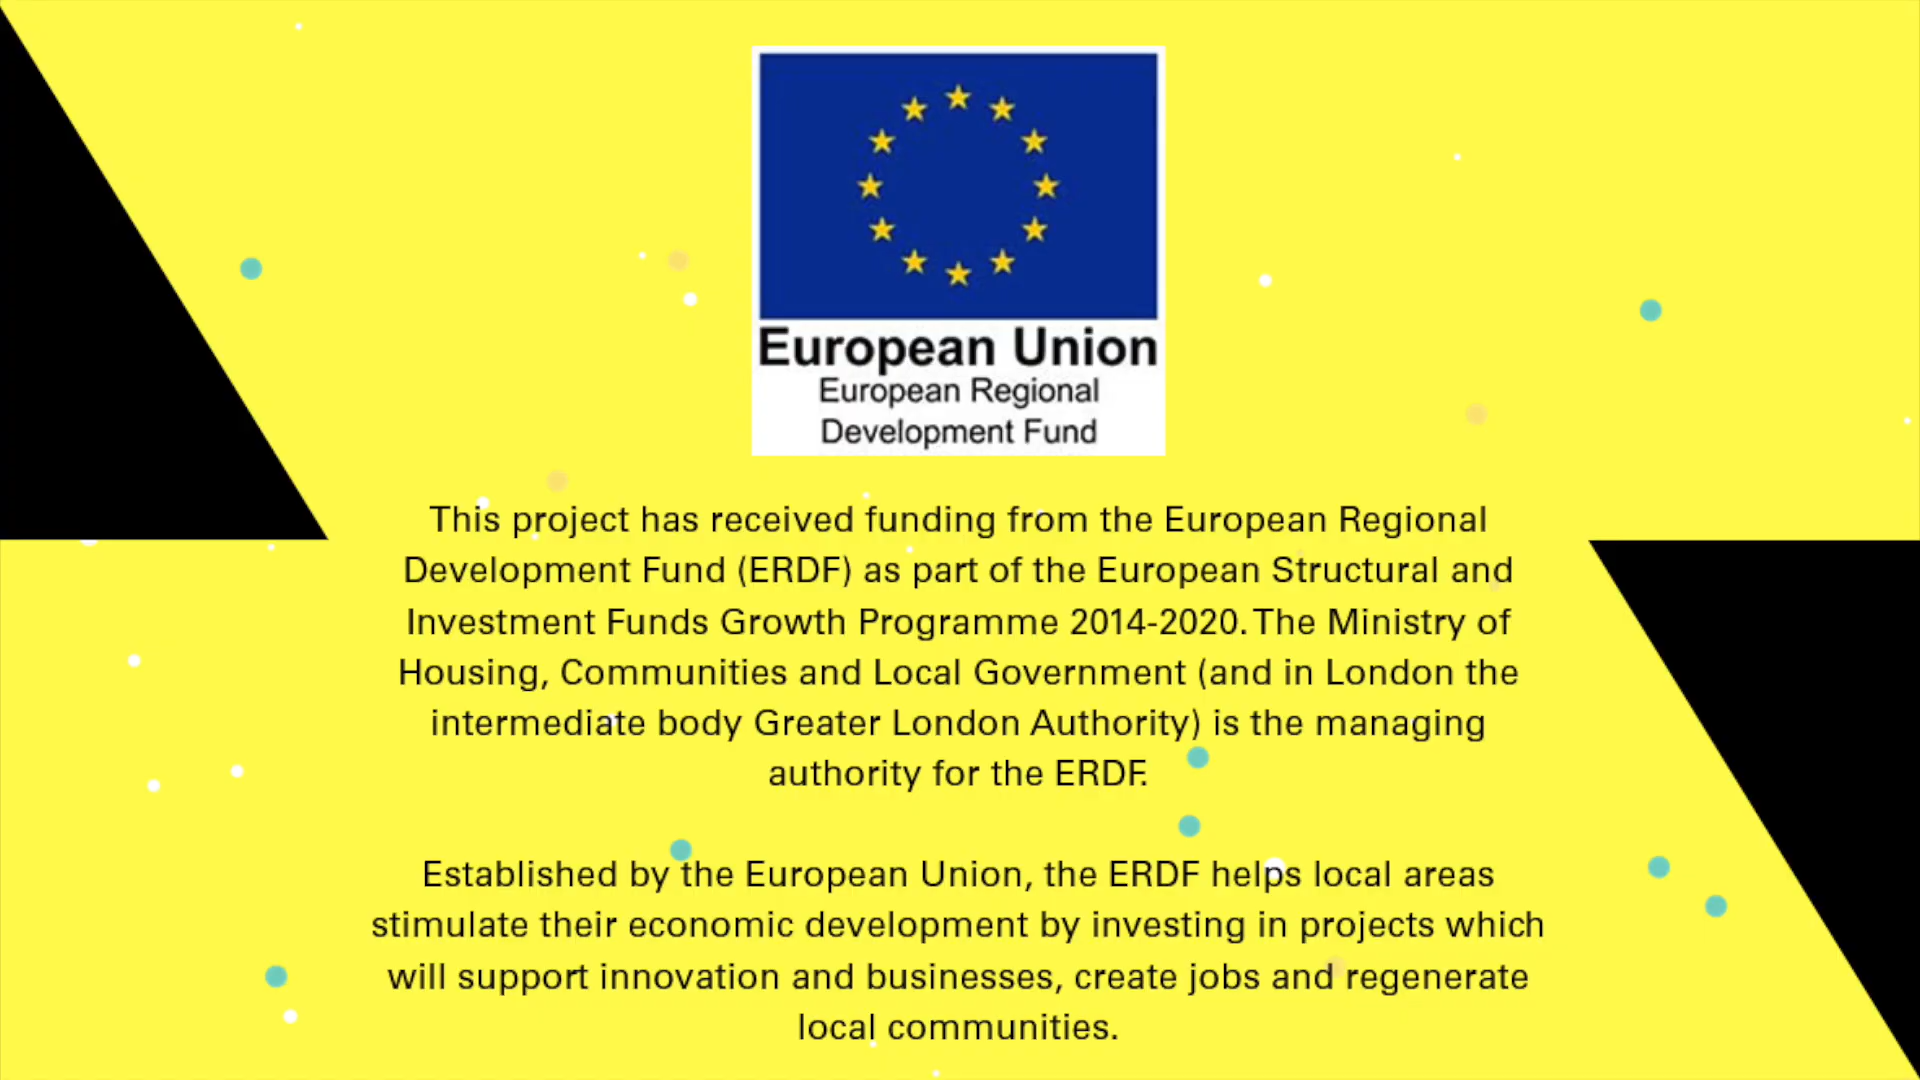 European Union
European Regional
Development Fund
This project has received funding from the European Regional
Development Fund (ERDF) as part of the European Structural and
Investment Funds Growth Programme 2014-2020. The Ministry of
Housing, Communities and Local Government (and in London the
intermediate body Greater London Authority) is the managing
authority for the ERDF.
Established by the European Union, the ERDF helps local areas
stimulate their economic development by investing in projects which
will support innovation and businesses, create jobs and regenerate
local communities.